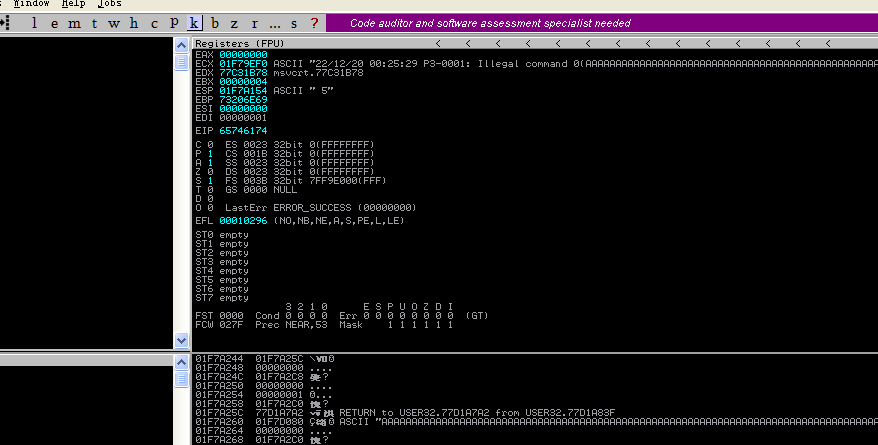 Window Help Jobs
l e m t w h c p k b z r ... s ? Code auditor and software assessment specialist needed
Registers (FPU) < < < < < < < < < < < < < <
EAX 00000000
ECX 01F79EF0 ASCII "22/12/20 00:25:29 P3-0001: Illegal command 0(AAAAAAAAAAAAAAAAAAAAAAAAAAAAAAAAAAAAAAAAAAAAAAAA
EDX 77C31B78 msvcrt.77C31B78
EBX 00000004
ESP 01F7A154 ASCII " 5"
EBP 73206E69
ESI 00000000
EDI 00000001
EIP 65746174
C 0 ES 0023 32bit 0(FFFFFFFF)
P 1 CS 001B 32bit 0(FFFFFFFF)
A 1 SS 0023 32bit 0(FFFFFFFF)
Z 0 DS 0023 32bit 0(FFFFFFFF)
S 1 FS 003B 32bit 7FF9E000(FFF)
T 0 GS 0000 NULL
D 0
O 0 LastErr ERROR_SUCCESS (00000000)
EFL 00010296 (NO,NB,NE,A,S,PE,L,LE)
ST0 empty
ST1 empty
ST2 empty
ST3 empty
ST4 empty
ST5 empty
ST6 empty
ST7 empty
3 2 1 0 E S P U O Z D I
FST 0000 Cond 0 0 0 0 Err 0 0 0 0 0 0 0 0 (GT)
FCW 027F Prec NEAR,53 Mask 1 1 1 1 1 1
01F7A244 01F7A25C
01F7A248 00000000 ....
01F7A24C 01F7A2C8
01F7A250 00000000 ....
01F7A254 00000001 0...
01F7A258 01F7A2C0
01F7A25C 77D1A7A2 RETURN to USER32.77D1A7A2 from USER32.77D1A83F
01F7A260 01F7D080 ASCII "AAAAAAAAAAAAAAAAAAAAAAAAAAAAAAAAAAAAAAAAAAAAAAAAAAAAAAAAAAAAAAAAAAAAAAAAAAAAAAAA
01F7A264 00000000 ....
01F7A268 01F7A2C0